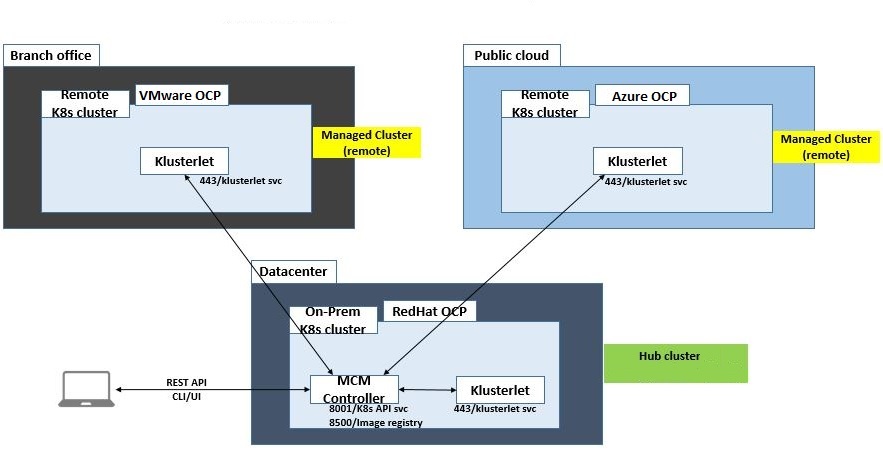 Branch office
Public cloud
Remote
K8s cluster
VMware OCP
Remote
K8s cluster
Azure OCP
Managed Cluster
(remote)
Managed Cluster
(remote)
Klusterlet
443/klusterlet svc
Klusterlet
443/klusterlet svc
Datacenter
On-Prem
K8s cluster
RedHat OCP
Hub cluster
REST API
CLI/UI
MCM
Controller
8001/K8s API svc
8500/Image registry
Klusterlet
443/klusterlet svc